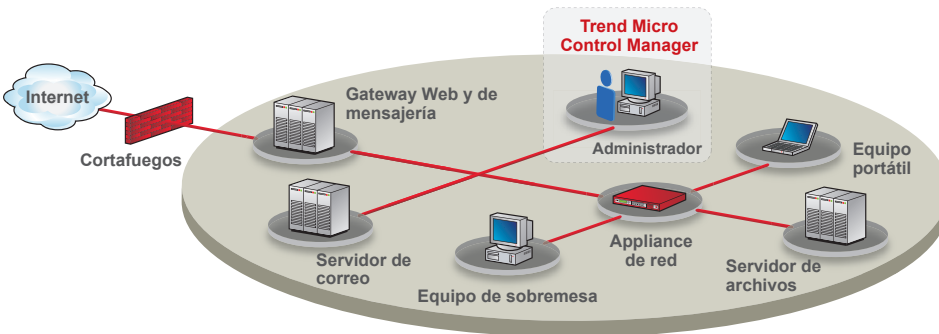 Trend Micro
Control Manager
Internet
Gateway Web y de
mensajería
Cortafuegos
Administrador
Equipo
portátil
Servidor de
correo
Appliance
de red
Servidor de
archivos
Equipo de sobremesa